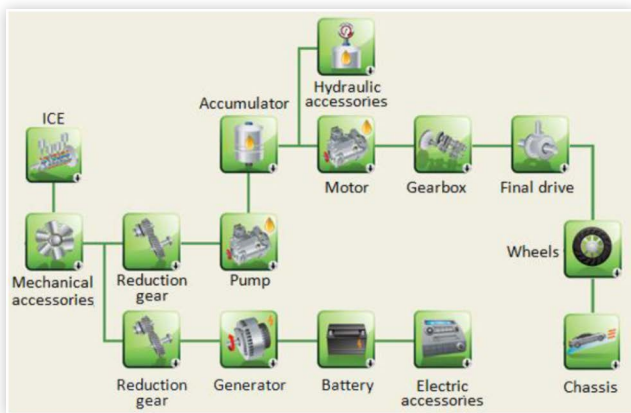 Hydraulic
accessories
Accumulator
ICE
Motor
Gearbox
Final drive
Mechanical
accessories
Reduction
gear
Pump
Wheels
Reduction
gear
Generator
Battery
Electric
accessories
Chassis